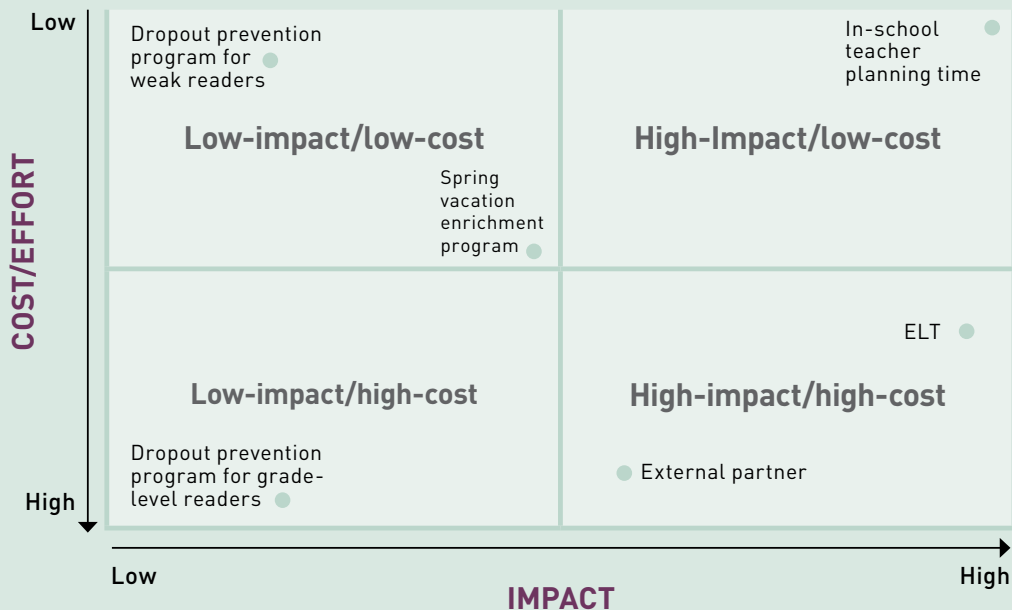 Low
Dropout prevention
program for
weak readers
In-school
teacher
planning time
Low-impact/low-cost
High-Impact/low-cost
Spring
vacation
enrichment
program
COST/EFFORT
ELT
Low-impact/high-cost
High-impact/high-cost
Dropout prevention
program for grade-
level readers
External partner
High
Low
High
IMPACT